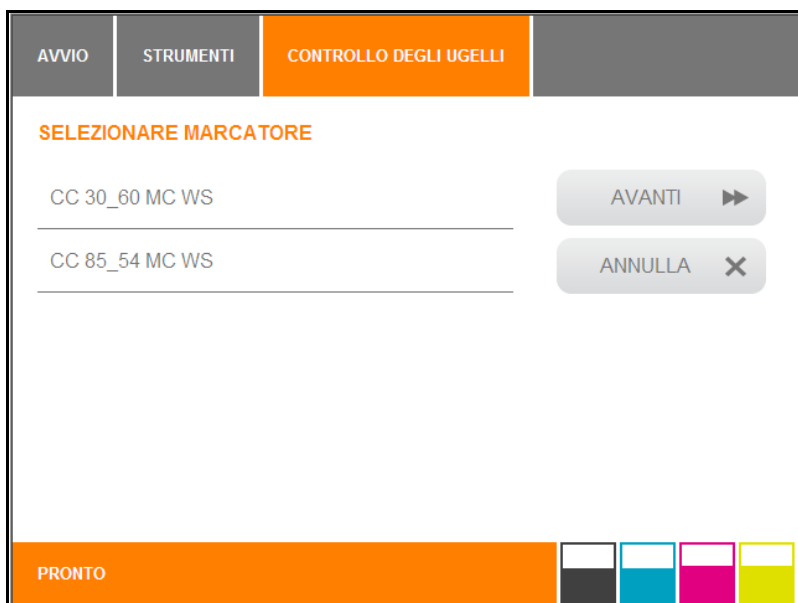 AVVIO STRUMENTI CONTROLLO DEGLI UGELLI
SELEZIONARE MARCATORE
CC 30_60 MC WS
AVANTI
CC 85_54 MC WS
ANNULLA
PRONTO